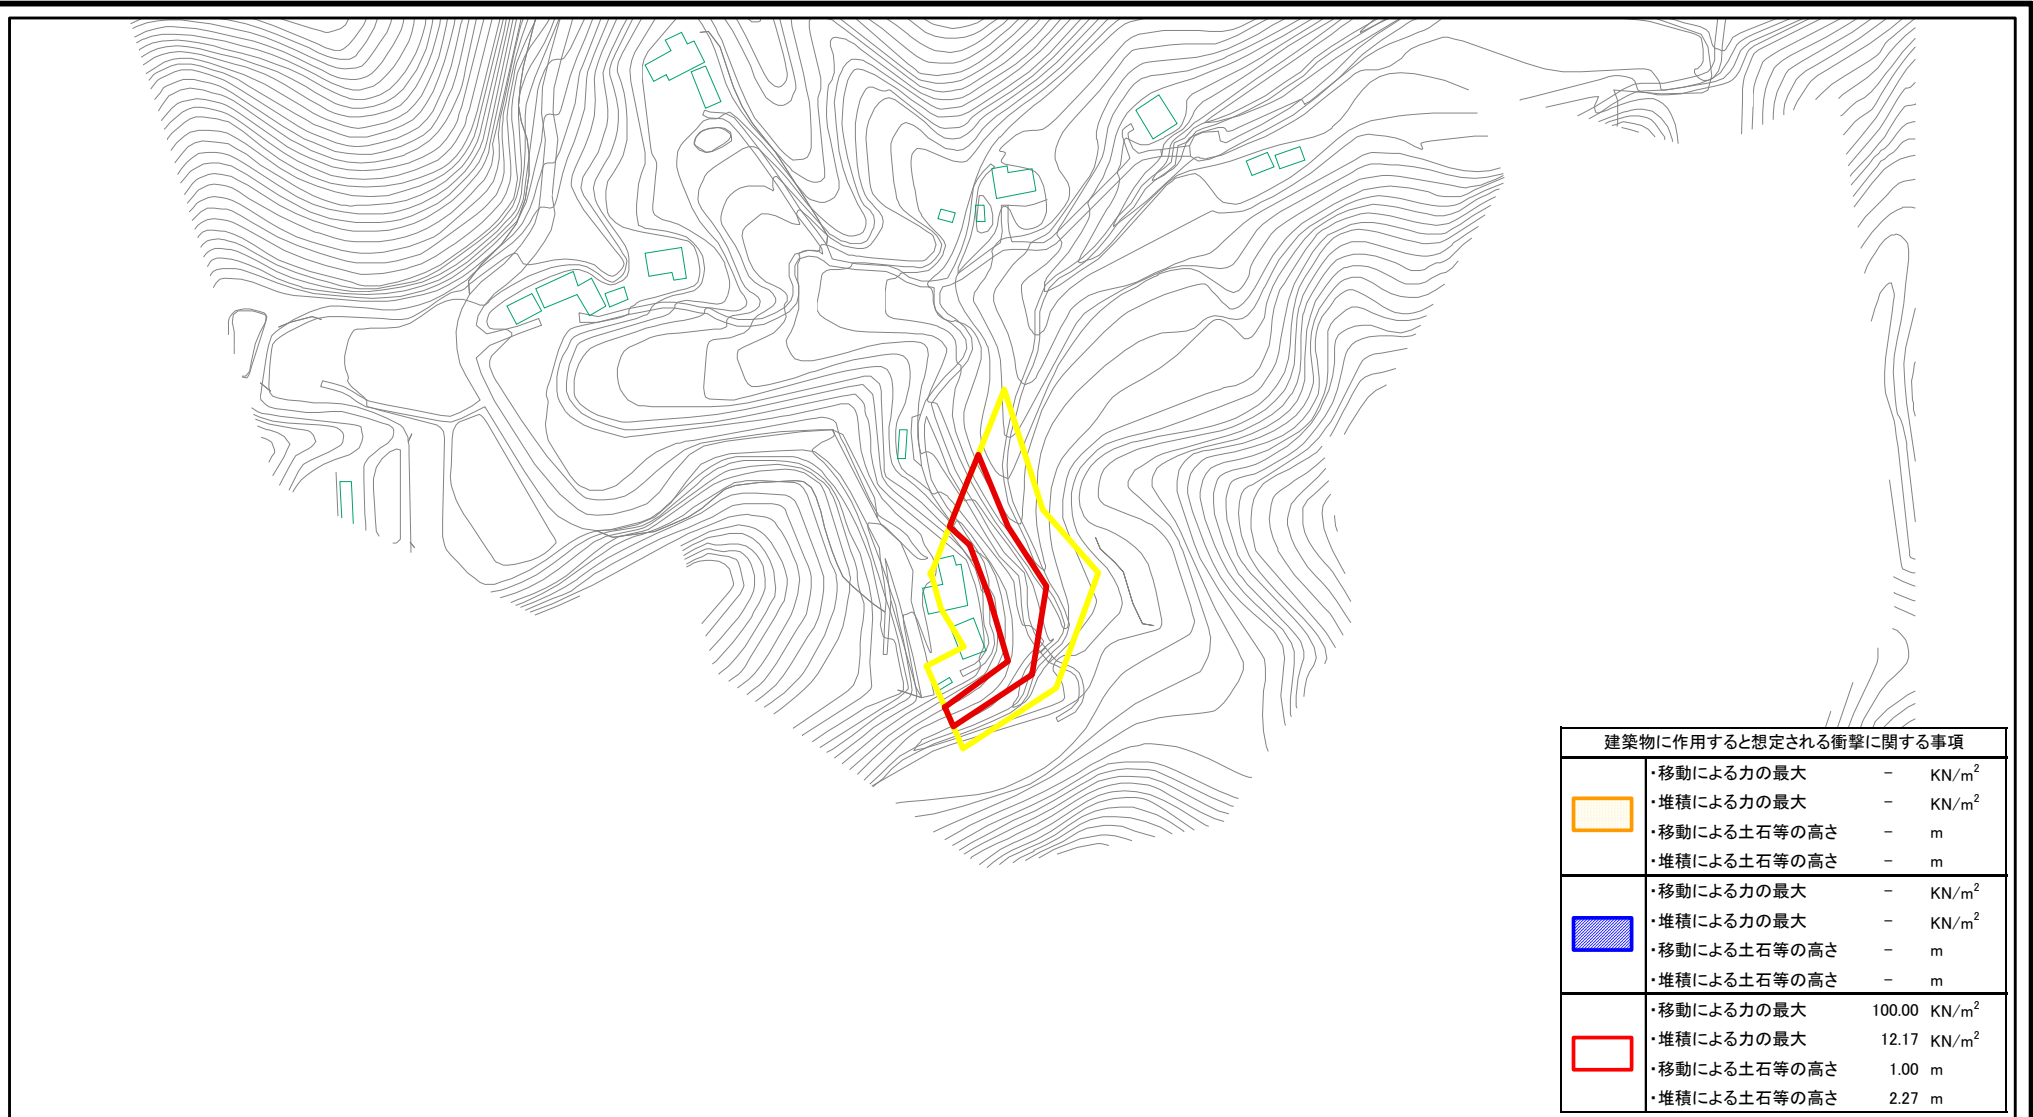 建築物に作用すると想定される衝撃に関する事項
・移動による力の最大 － KN/m²
・堆積による力の最大 － KN/m²
・移動による土石等の高さ － m
・堆積による土石等の高さ － m
・移動による力の最大 － KN/m²
・堆積による力の最大 － KN/m²
・移動による土石等の高さ － m
・堆積による土石等の高さ － m
・移動による力の最大 100.00 KN/m²
・堆積による力の最大 12.17 KN/m²
・移動による土石等の高さ 1.00 m
・堆積による土石等の高さ 2.27 m